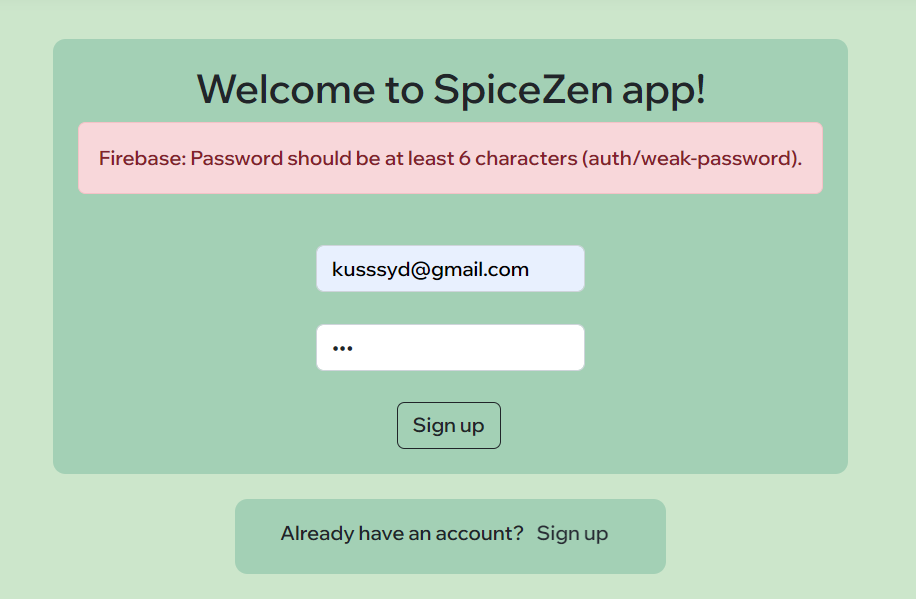 Welcome to SpiceZen app!
Firebase: Password should be at least 6 characters (auth/weak-password).
kusssyd@gmail.com
•••
Sign up
Already have an account? Sign up